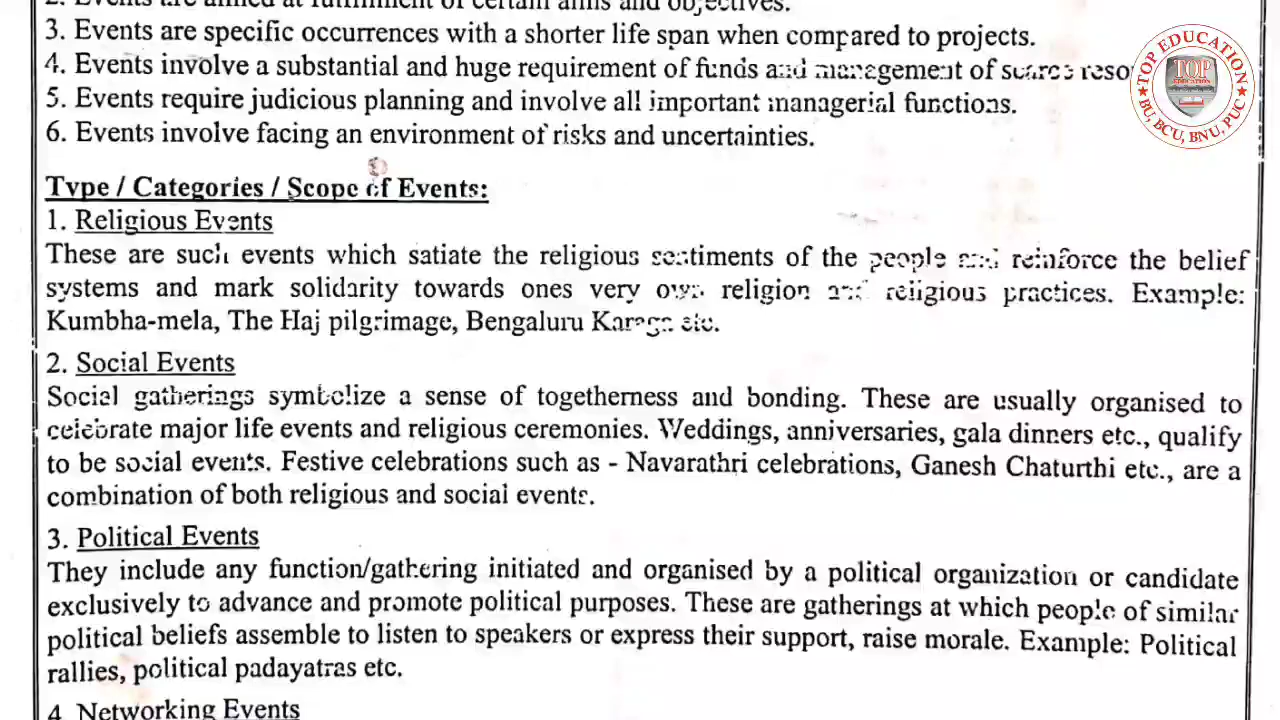 2. Events are aimed at fulfilment of certain aims and objectives.
3. Events are specific occurrences with a shorter life span when compared to projects.
4. Events involve a substantial and huge requirement of funds and management of scarce reso
5. Events require judicious planning and involve all important managerial functions.
6. Events involve facing an environment of risks and uncertainties.
Type / Categories / Scope of Events:
1. Religious Events
These are such events which satiate the religious sentiments of the people and reinforce the belief
systems and mark solidarity towards ones very own religion and religious practices. Example:
Kumbha-mela, The Haj pilgrimage, Bengaluru Karaga etc.
2. Social Events
Social gatherings symbolize a sense of togetherness and bonding. These are usually organised to
celebrate major life events and religious ceremonies. Weddings, anniversaries, gala dinners etc., qualify
to be social events. Festive celebrations such as - Navarathri celebrations, Ganesh Chaturthi etc., are a
combination of both religious and social events.
3. Political Events
They include any function/gathering initiated and organised by a political organization or candidate
exclusively to advance and promote political purposes. These are gatherings at which people of similar
political beliefs assemble to listen to speakers or express their support, raise morale. Example: Political
rallies, political padayatras etc.
4. Networking Events
TOP EDUCATION
TOP
EDUCATION
BU, BCU, BNU, PUC